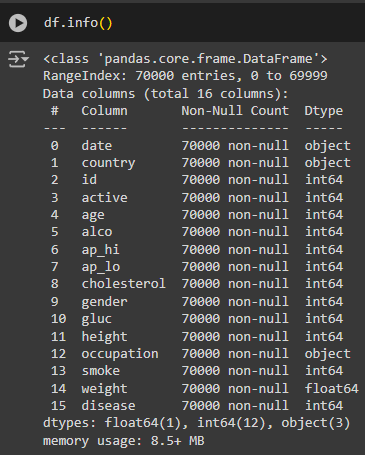 df.info()
<class 'pandas.core.frame.DataFrame'>
RangeIndex: 70000 entries, 0 to 69999
Data columns (total 16 columns):
 #   Column       Non-Null Count  Dtype
---  ------       --------------  -----
 0   date         70000 non-null  object
 1   country      70000 non-null  object
 2   id           70000 non-null  int64
 3   active       70000 non-null  int64
 4   age          70000 non-null  int64
 5   alco         70000 non-null  int64
 6   ap_hi        70000 non-null  int64
 7   ap_lo        70000 non-null  int64
 8   cholesterol  70000 non-null  int64
 9   gender       70000 non-null  int64
 10  gluc         70000 non-null  int64
 11  height       70000 non-null  int64
 12  occupation   70000 non-null  object
 13  smoke        70000 non-null  int64
 14  weight       70000 non-null  float64
 15  disease      70000 non-null  int64
dtypes: float64(1), int64(12), object(3)
memory usage: 8.5+ MB